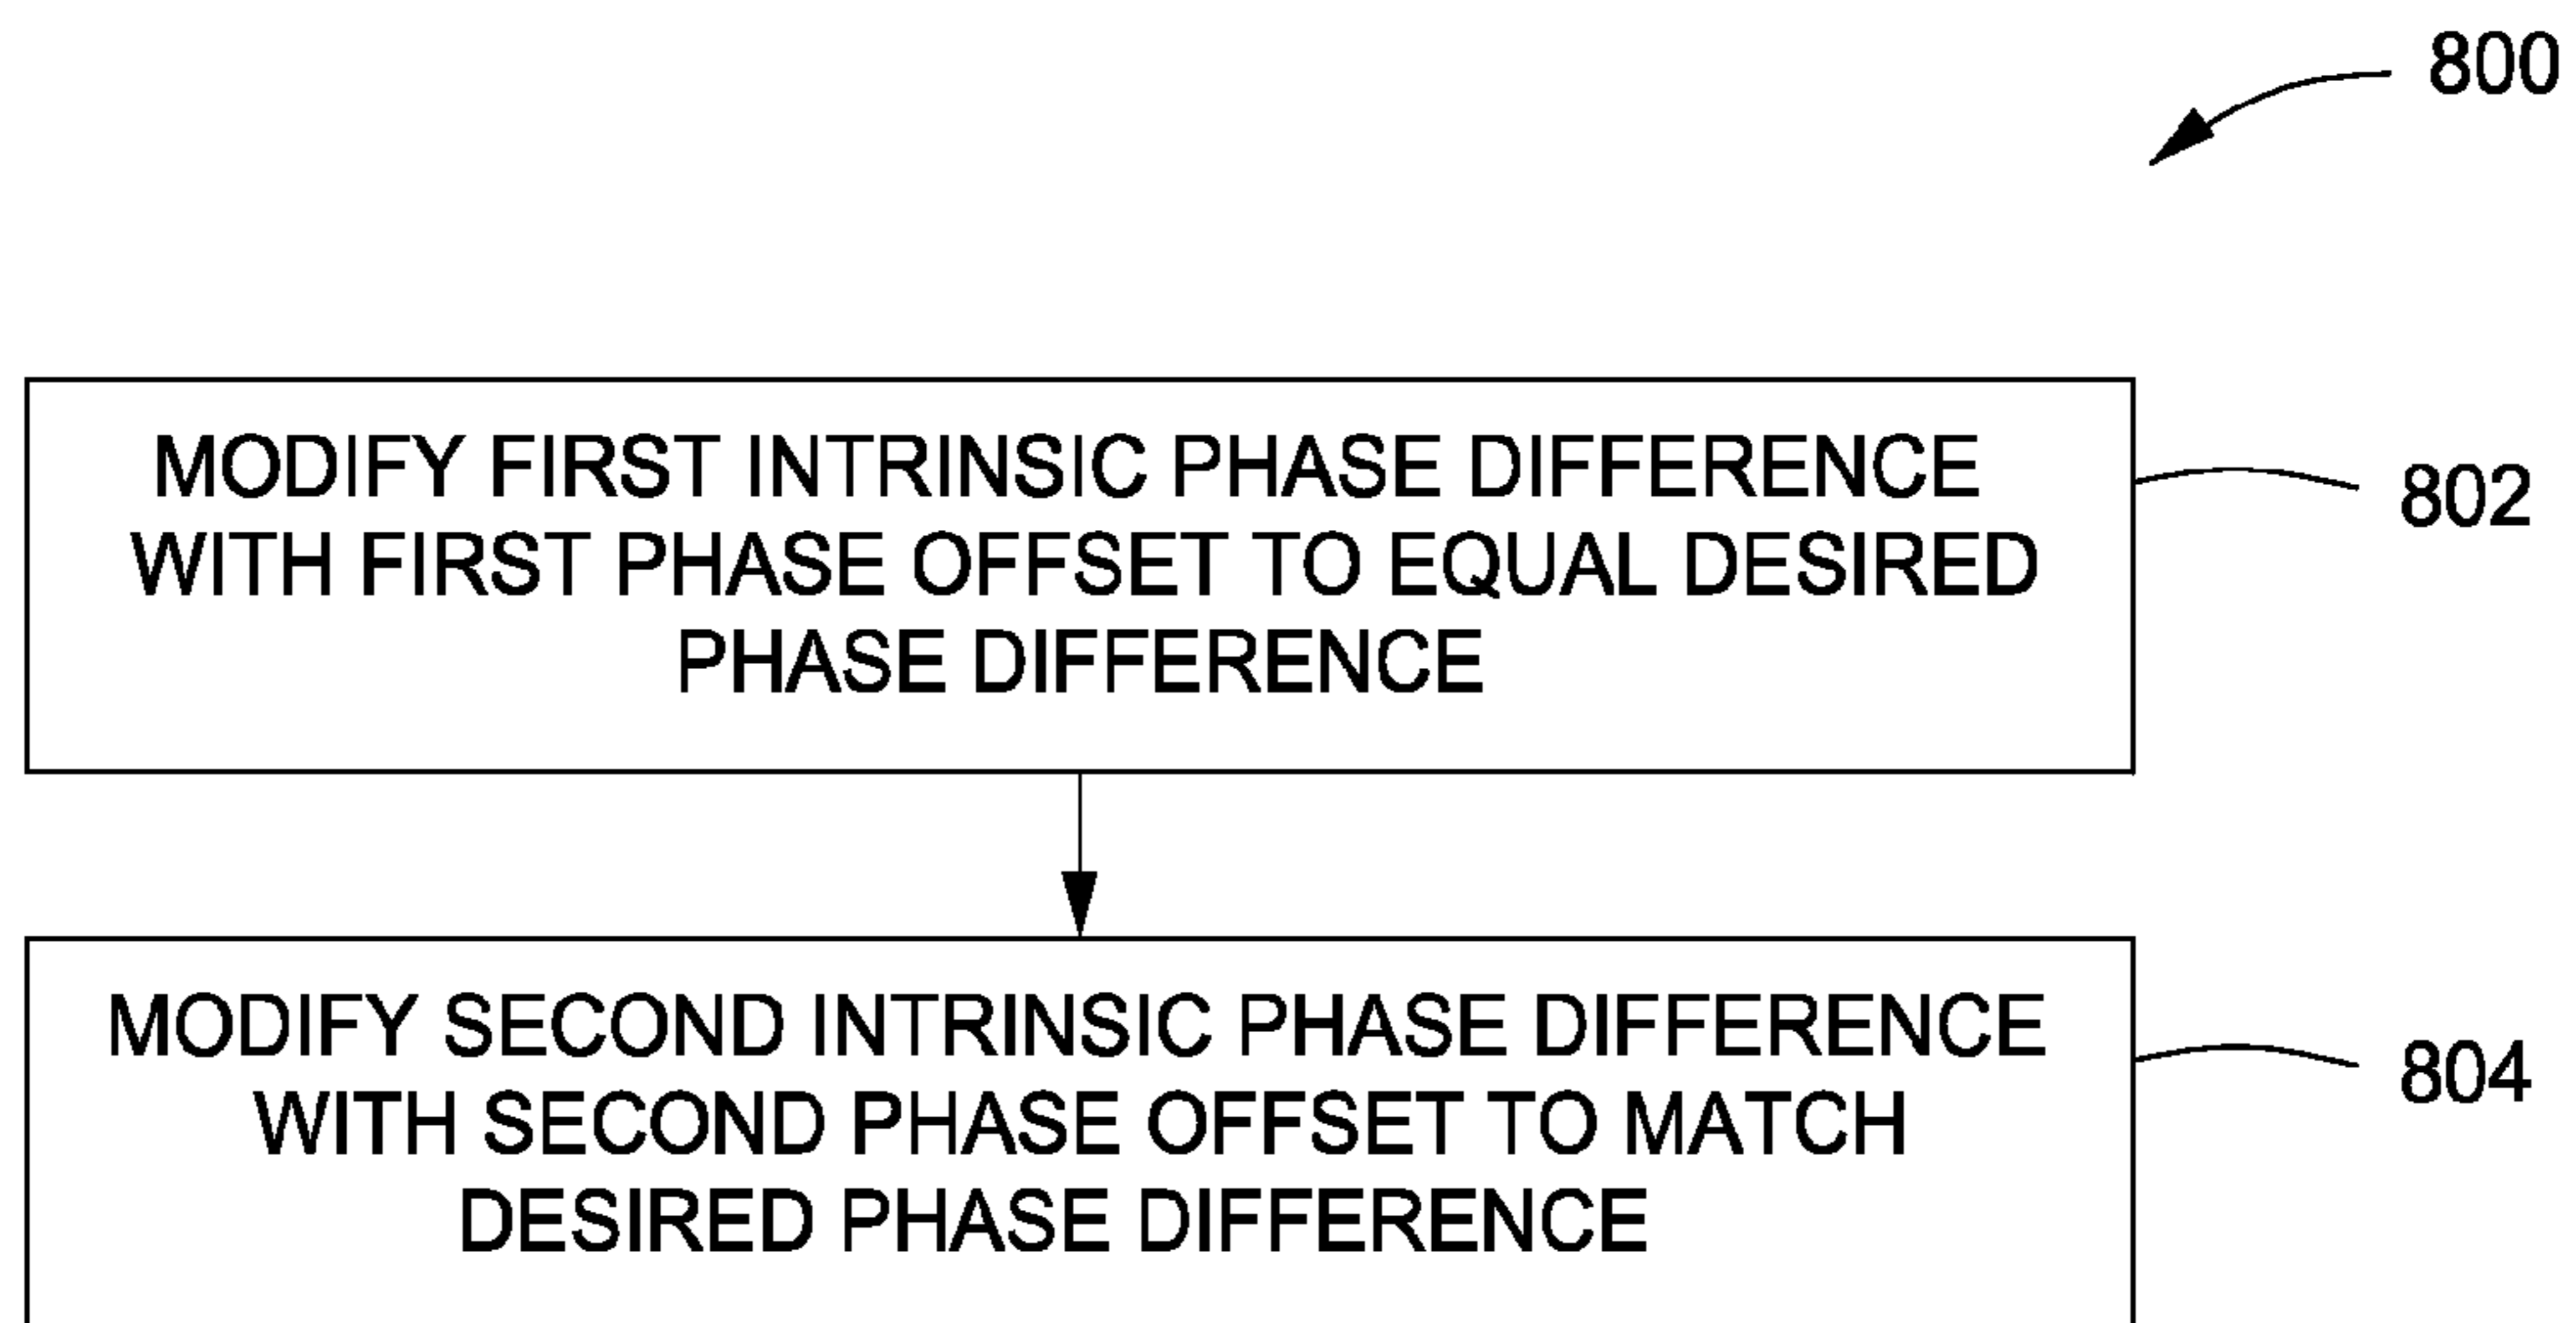 800
MODIFY FIRST INTRINSIC PHASE DIFFERENCE
WITH FIRST PHASE OFFSET TO EQUAL DESIRED
PHASE DIFFERENCE
802
MODIFY SECOND INTRINSIC PHASE DIFFERENCE
WITH SECOND PHASE OFFSET TO MATCH
DESIRED PHASE DIFFERENCE
804